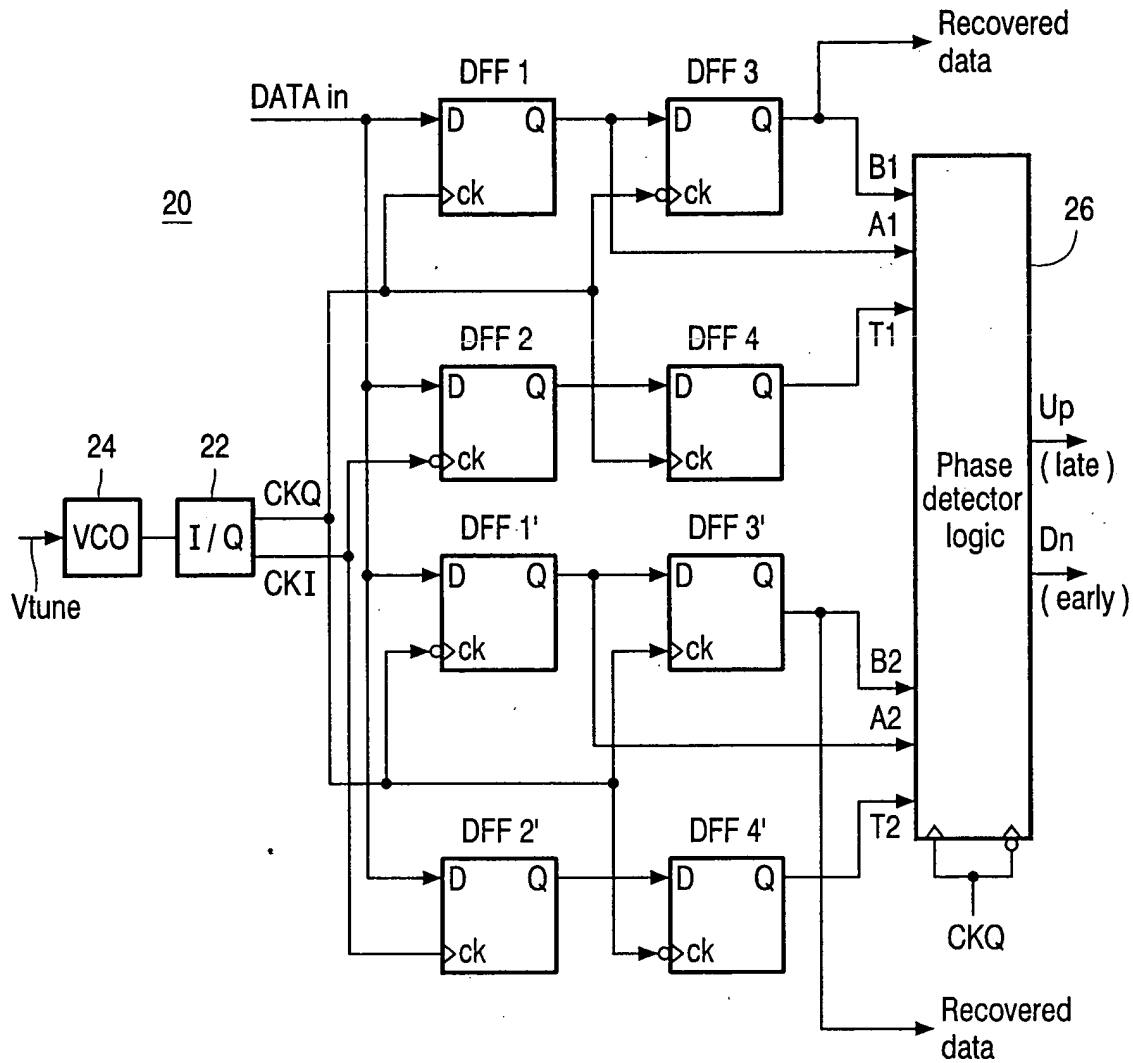 Recovered
data
DFF 1
DFF 3
DATA in
D
Q
D
Q
ck
ck
B1
20
26
A1
DFF 2
DFF 4
T1
D
Q
D
Q
ck
ck
Up
24
22
( late )
Phase
detector
logic
CKQ
DFF 1'
DFF 3'
Dn
VCO
I / Q
CKI
D
Q
D
Q
( early )
Vtune
ck
ck
B2
A2
DFF 2'
DFF 4'
T2
D
Q
D
Q
ck
ck
CKQ
Recovered
data